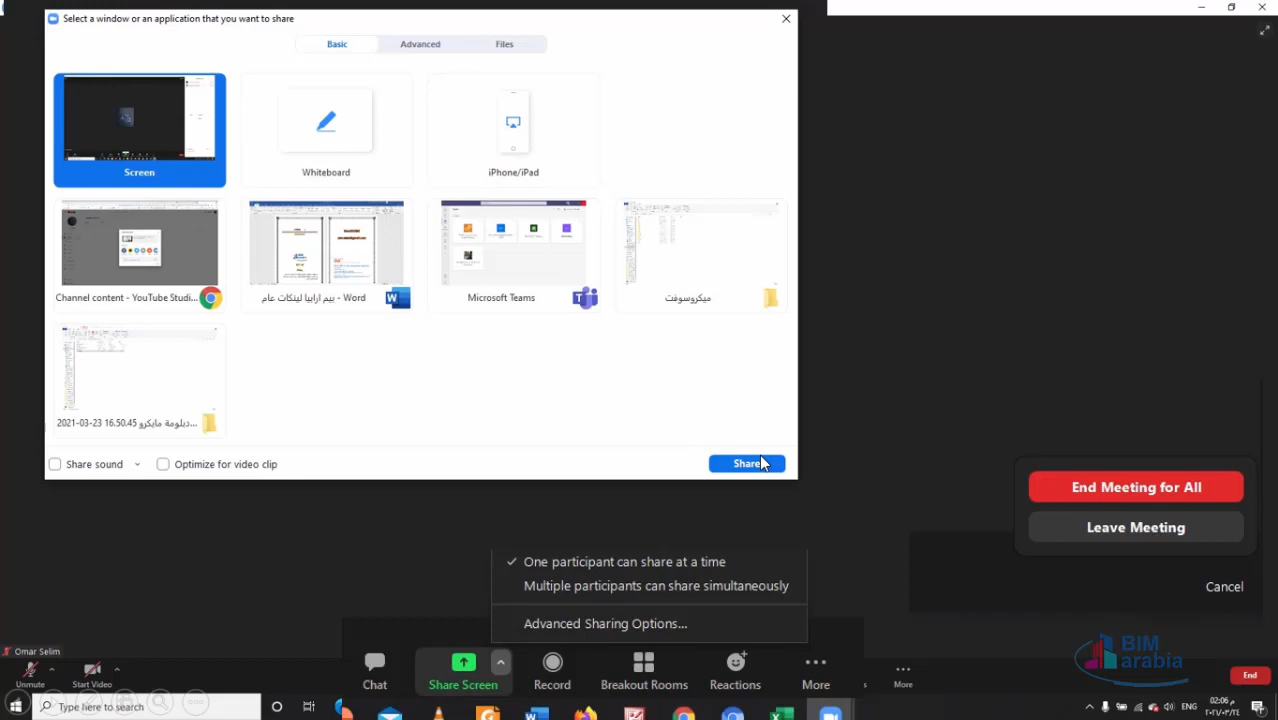 Select a window or an application that you want to share
Basic
Advanced
Files
Screen
Whiteboard
iPhone/iPad
Channel content - YouTube Studi...
بيم ارابيا لينكات عام - Word
Microsoft Teams
ميكروسوفت
2021-03-23 16.50.45 دبلومة مايكرو...
Share sound
Optimize for video clip
Share
End Meeting for All
Leave Meeting
Cancel
One participant can share at a time
Multiple participants can share simultaneously
Advanced Sharing Options...
Omar Selim
BIM
arabia
Unmute
Start Video
Chat
Share Screen
Record
Breakout Rooms
Reactions
More
More
End
Type here to search
٠٢:٠٦ م